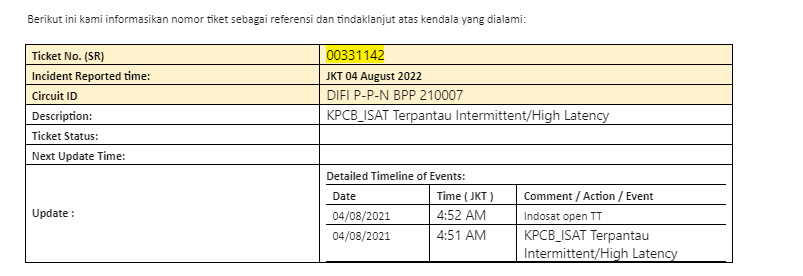 Berikut ini kami informasikan nomor tiket sebagai referensi dan tindaklanjut atas kendala yang dialami:
Ticket No. (SR) 00331142
Incident Reported time: JKT 04 August 2022
Circuit ID DIFI P-P-N BPP 210007
Description: KPCB_ISAT Terpantau Intermittent/High Latency
Ticket Status:
Next Update Time:
Update :
Detailed Timeline of Events:
Date Time ( JKT ) Comment / Action / Event
04/08/2021 4:52 AM Indosat open TT
04/08/2021 4:51 AM KPCB_ISAT Terpantau
Intermittent/High Latency